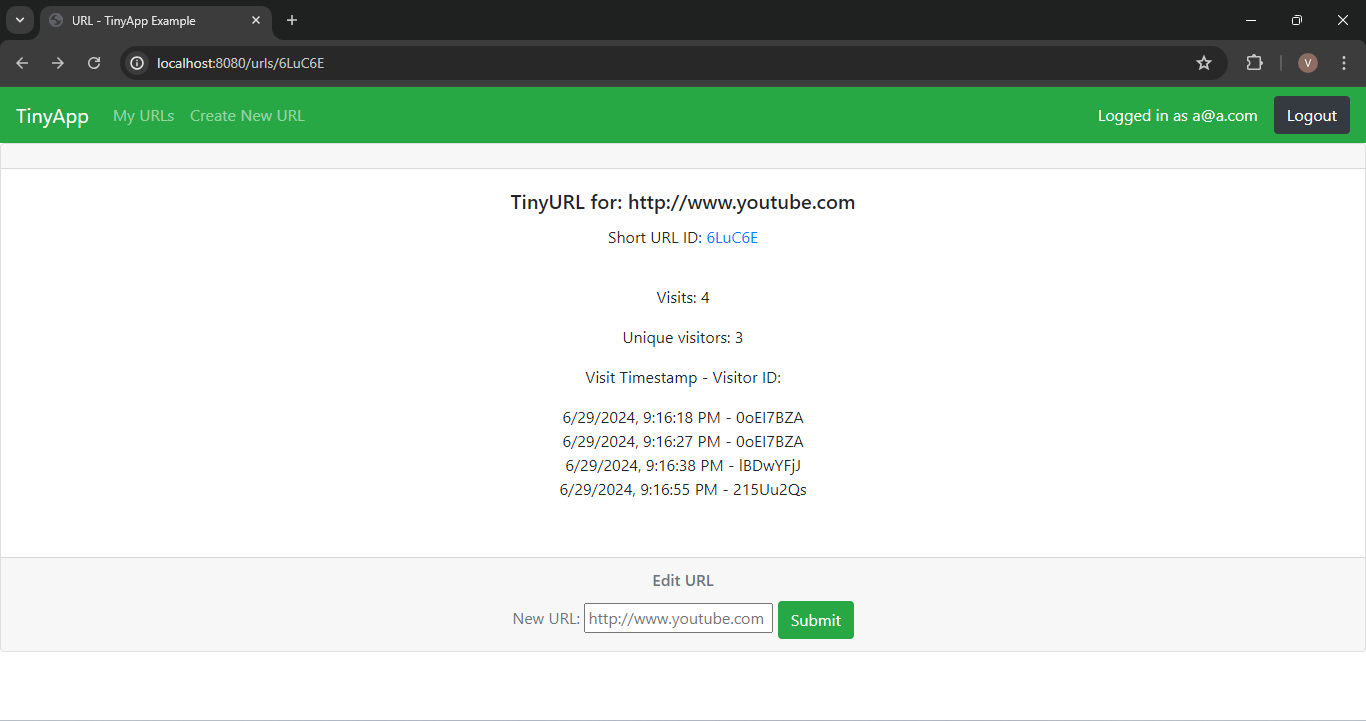 URL - TinyApp Example
localhost:8080/urls/6LuC6E
V
TinyApp My URLs Create New URL Logged in as a@a.com Logout
TinyURL for: http://www.youtube.com
Short URL ID: 6LuC6E
Visits: 4
Unique visitors: 3
Visit Timestamp - Visitor ID:
6/29/2024, 9:16:18 PM - 0oEI7BZA
6/29/2024, 9:16:27 PM - 0oEI7BZA
6/29/2024, 9:16:38 PM - lBDwYFjJ
6/29/2024, 9:16:55 PM - 215Uu2Qs
Edit URL
New URL: http://www.youtube.com Submit